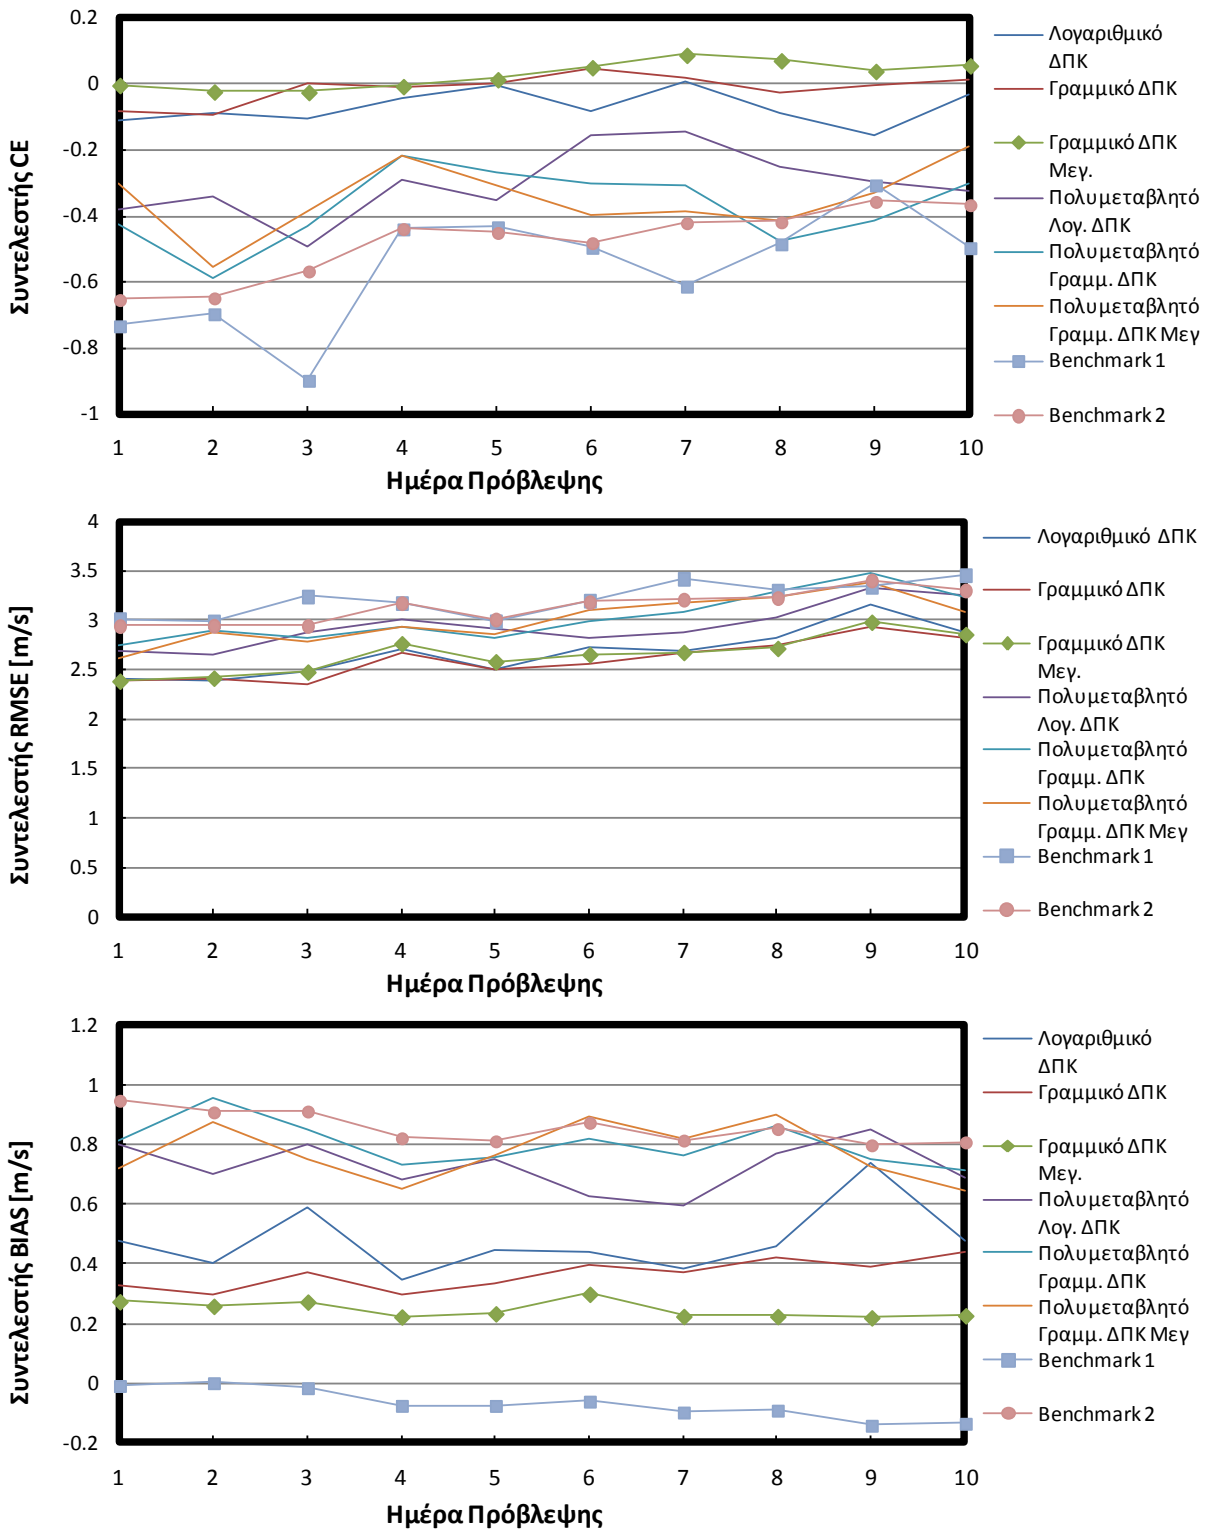 0.2
0
-0.2
-0.4
-0.6
-0.8
-1
Συντελεστής CE
1 2 3 4 5 6 7 8 9 10
Ημέρα Πρόβλεψης
Λογαριθμικό
ΔΠΚ
Γραμμικό ΔΠΚ
Γραμμικό ΔΠΚ
Μεγ.
Πολυμεταβλητό
Λογ. ΔΠΚ
Πολυμεταβλητό
Γραμμ. ΔΠΚ
Πολυμεταβλητό
Γραμμ. ΔΠΚ Μεγ
Benchmark 1
Benchmark 2
4
3.5
3
2.5
2
1.5
1
0.5
0
Συντελεστής RMSE [m/s]
1 2 3 4 5 6 7 8 9 10
Ημέρα Πρόβλεψης
Λογαριθμικό ΔΠΚ
Γραμμικό ΔΠΚ
Γραμμικό ΔΠΚ
Μεγ.
Πολυμεταβλητό
Λογ. ΔΠΚ
Πολυμεταβλητό
Γραμμ. ΔΠΚ
Πολυμεταβλητό
Γραμμ. ΔΠΚ Μεγ
Benchmark 1
Benchmark 2
1.2
1
0.8
0.6
0.4
0.2
0
-0.2
Συντελεστής BIAS [m/s]
1 2 3 4 5 6 7 8 9 10
Ημέρα Πρόβλεψης
Λογαριθμικό
ΔΠΚ
Γραμμικό ΔΠΚ
Γραμμικό ΔΠΚ
Μεγ.
Πολυμεταβλητό
Λογ. ΔΠΚ
Πολυμεταβλητό
Γραμμ. ΔΠΚ
Πολυμεταβλητό
Γραμμ. ΔΠΚ Μεγ
Benchmark 1
Benchmark 2